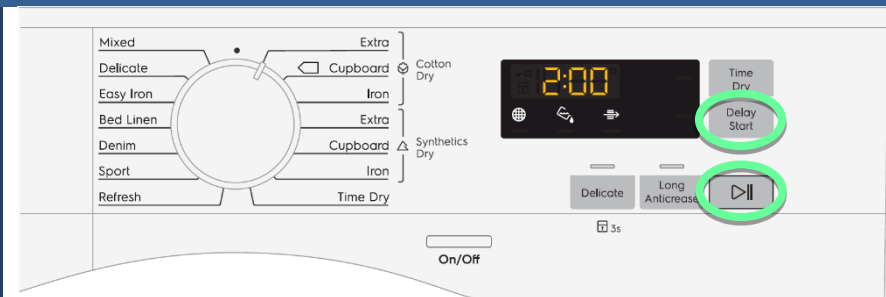 Mixed
Delicate
Easy Iron
Bed Linen
Denim
Sport
Refresh
Extra
Cupboard
Iron
Cotton
Dry
Extra
Cupboard
Iron
Synthetics
Dry
Time Dry
2:00
Time
Dry
Delay
Start
Delicate
Long
Anticrease
3s
On/Off